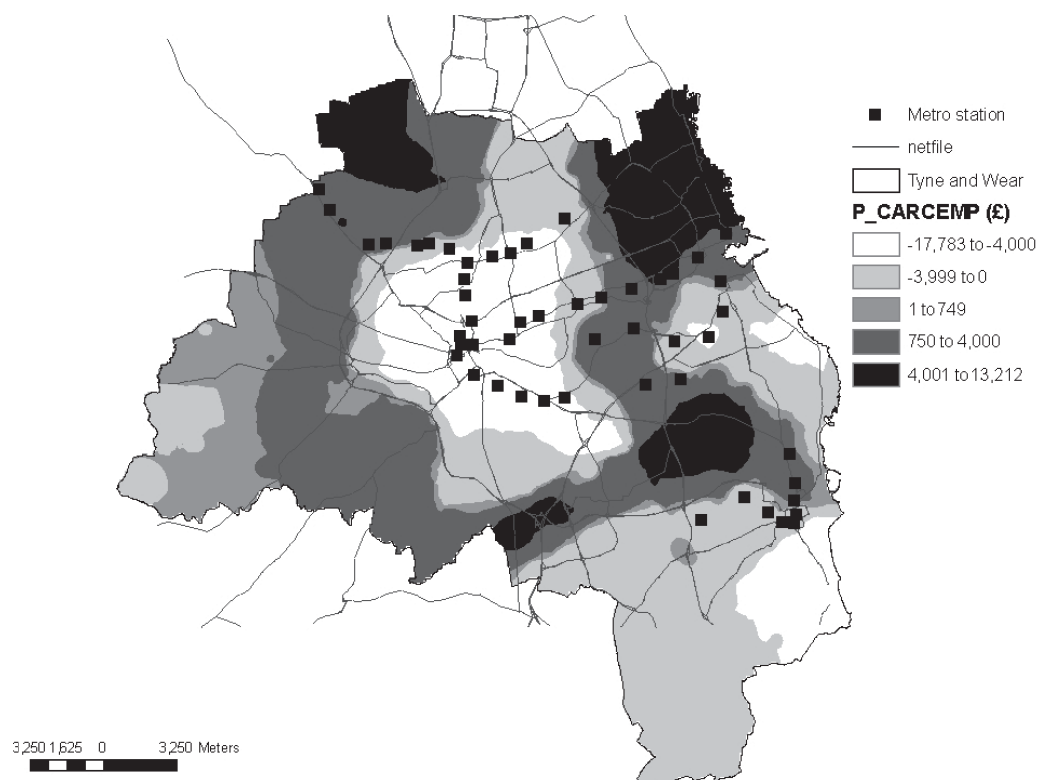 Metro station
netfile
Tyne and Wear
P_CARCEMP (£)
-17,783 to -4,000
-3,999 to 0
1 to 749
750 to 4,000
4,001 to 13,212
3,250 1,625 0 3,250 Meters